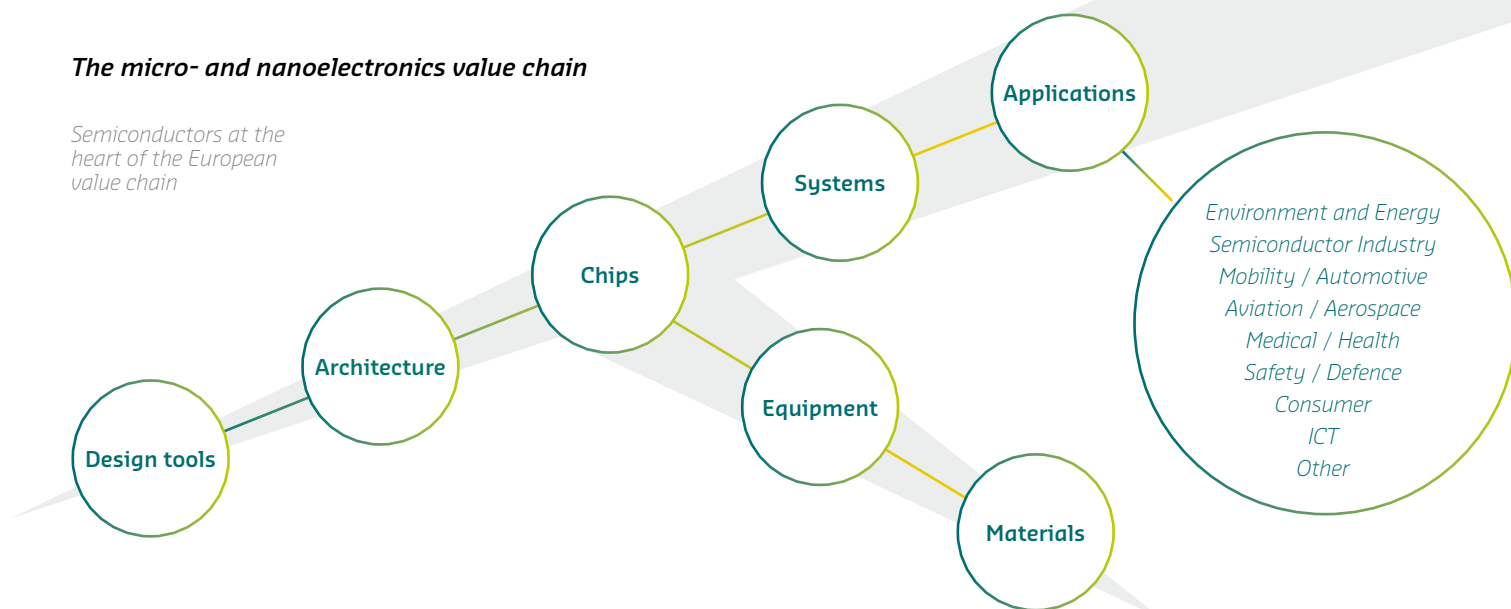 The micro- and nanoelectronics value chain
Semiconductors at the
heart of the European
value chain
Applications
Systems
Chips
Architecture
Design tools
Equipment
Materials
Environment and Energy
Semiconductor Industry
Mobility / Automotive
Aviation / Aerospace
Medical / Health
Safety / Defence
Consumer
ICT
Other